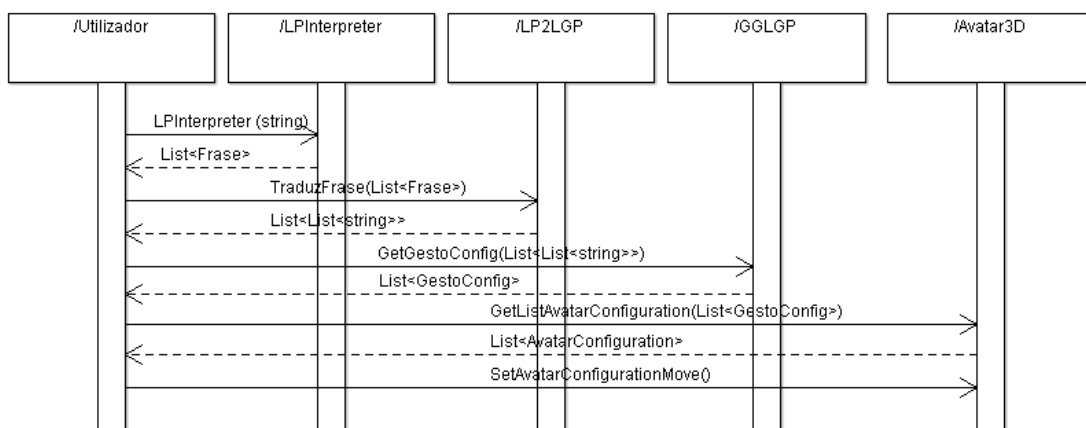 /Utilizador
/LPInterpreter
/LP2LGP
/GGLGP
/Avatar3D
LPInterpreter (string)
List<Frase>
TraduzFrase(List<Frase>)
List<List<string>>
GetGestoConfig(List<List<string>>)
List<GestoConfig>
GetListAvatarConfiguration(List<GestoConfig>)
List<AvatarConfiguration>
SetAvatarConfigurationMove()